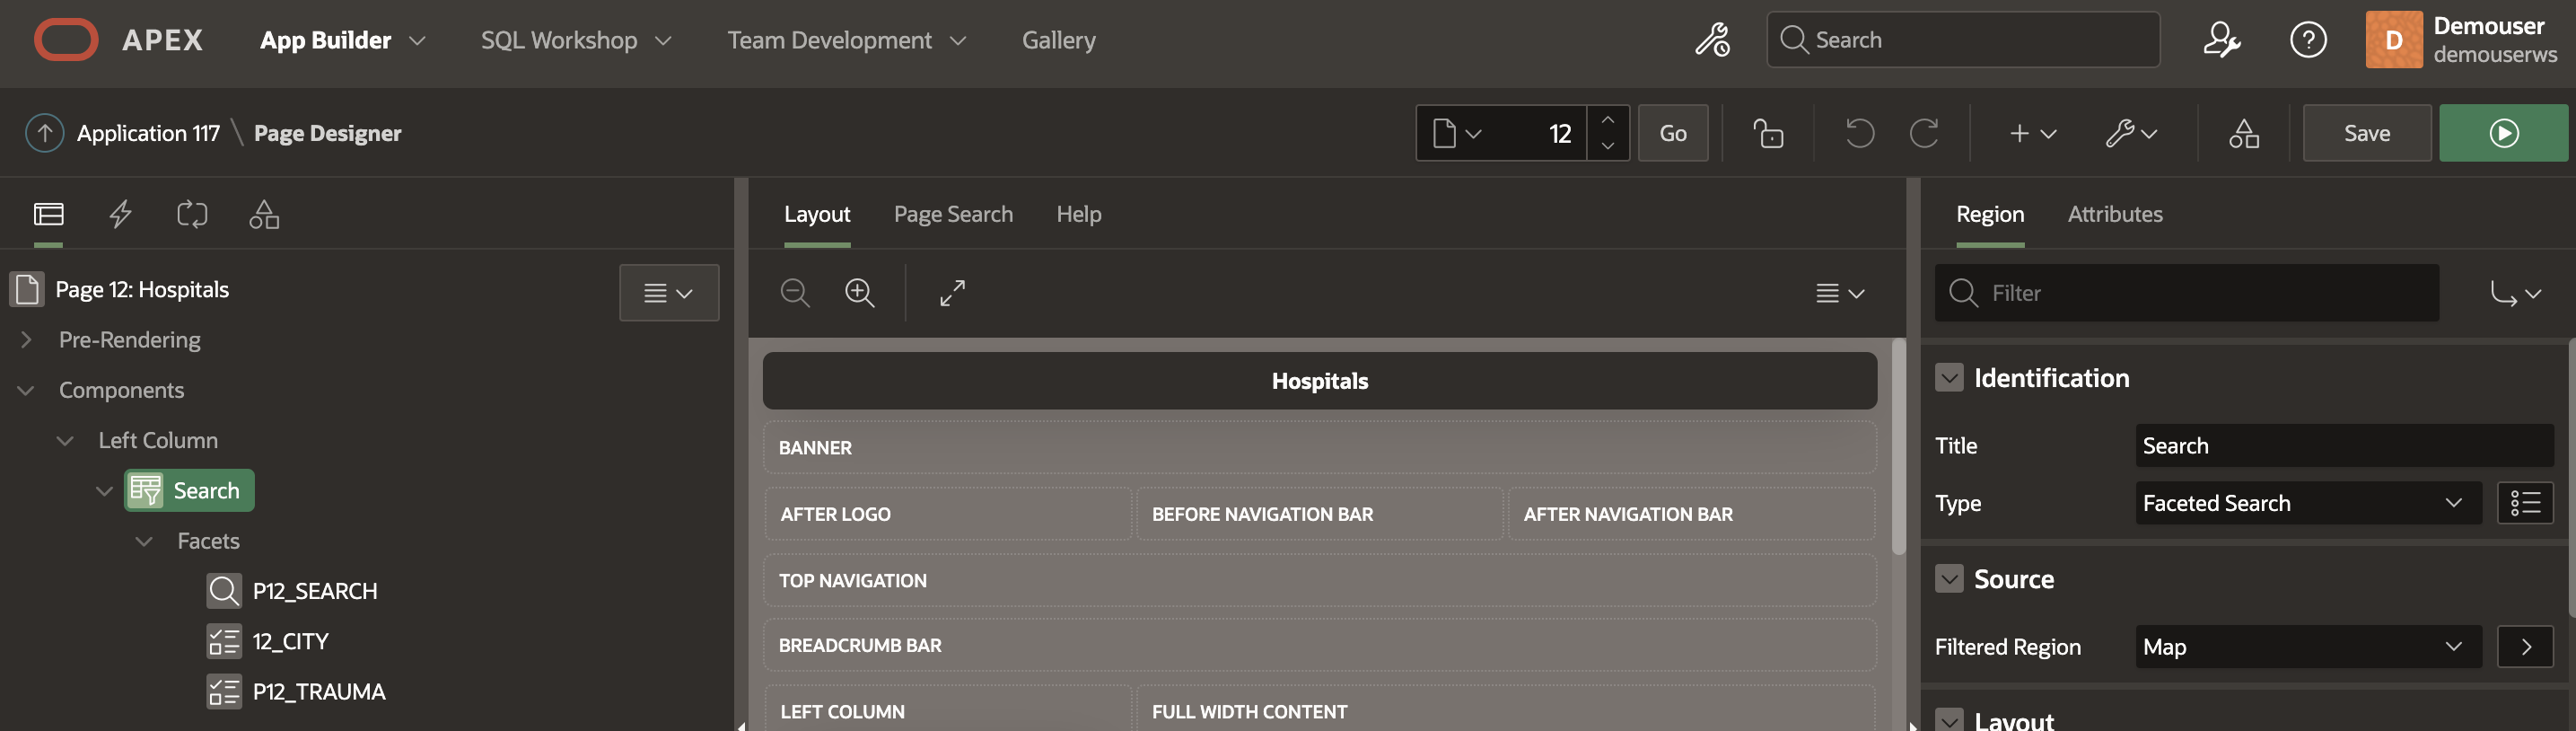 APEX App Builder SQL Workshop Team Development Gallery Search ? D Demouser
demouserws
Application 117 \ Page Designer 12 Go Save
Layout Page Search Help Region Attributes
Page 12: Hospitals Filter
Pre-Rendering
Components
Left Column
Search
Facets
P12_SEARCH
12_CITY
P12_TRAUMA
Hospitals
BANNER
AFTER LOGO BEFORE NAVIGATION BAR AFTER NAVIGATION BAR
TOP NAVIGATION
BREADCRUMB BAR
LEFT COLUMN FULL WIDTH CONTENT
Identification
Title Search
Type Faceted Search
Source
Filtered Region Map
Layout